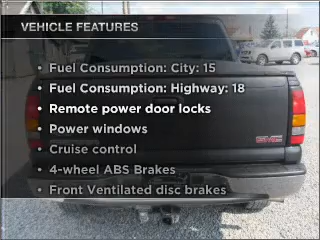 VEHICLE FEATURES
• Fuel Consumption: City: 15
• Fuel Consumption: Highway: 18
• Remote power door locks
• Power windows
• Cruise control
• 4-wheel ABS Brakes
• Front Ventilated disc brakes
GMC